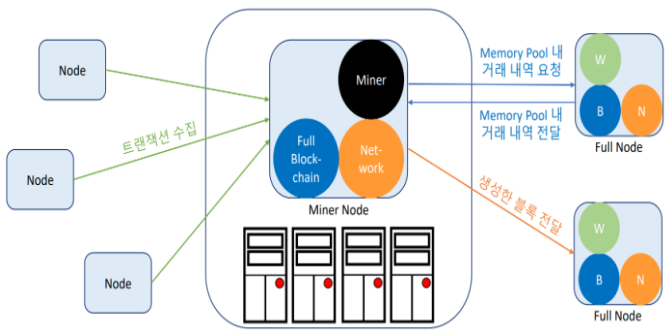 Node
Node
Node
트랜잭션 수집
Miner
Full
Block-
chain
Net-
work
Miner Node
Memory Pool 내
거래 내역 요청
Memory Pool 내
거래 내역 전달
생성한 블록 전달
W
B
N
Full Node
W
B
N
Full Node